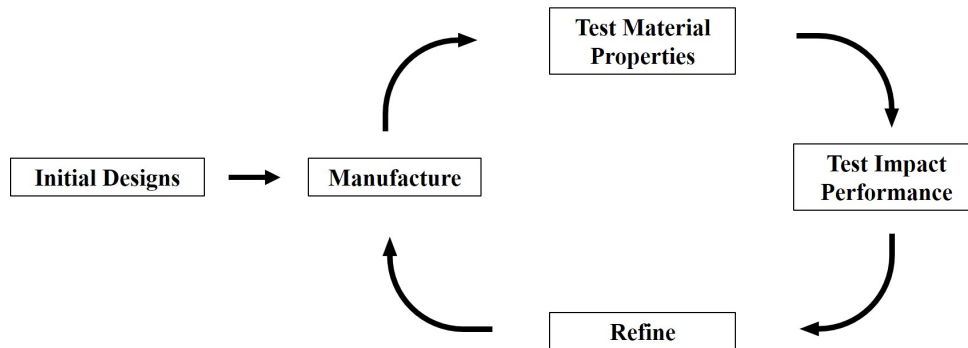 Test Material
Properties
Initial Designs
Manufacture
Test Impact
Performance
Refine